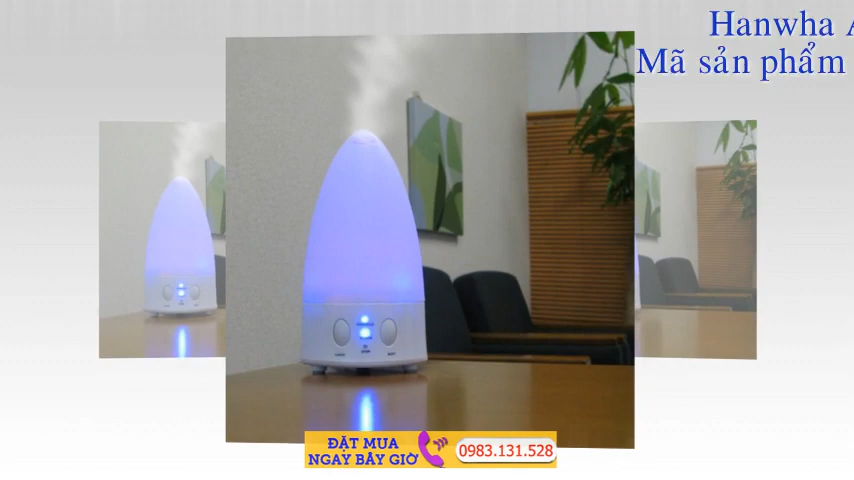 Hanwha
Mã sản phẩm
ĐẶT MUA
NGAY BÂY GIỜ
0983.131.528